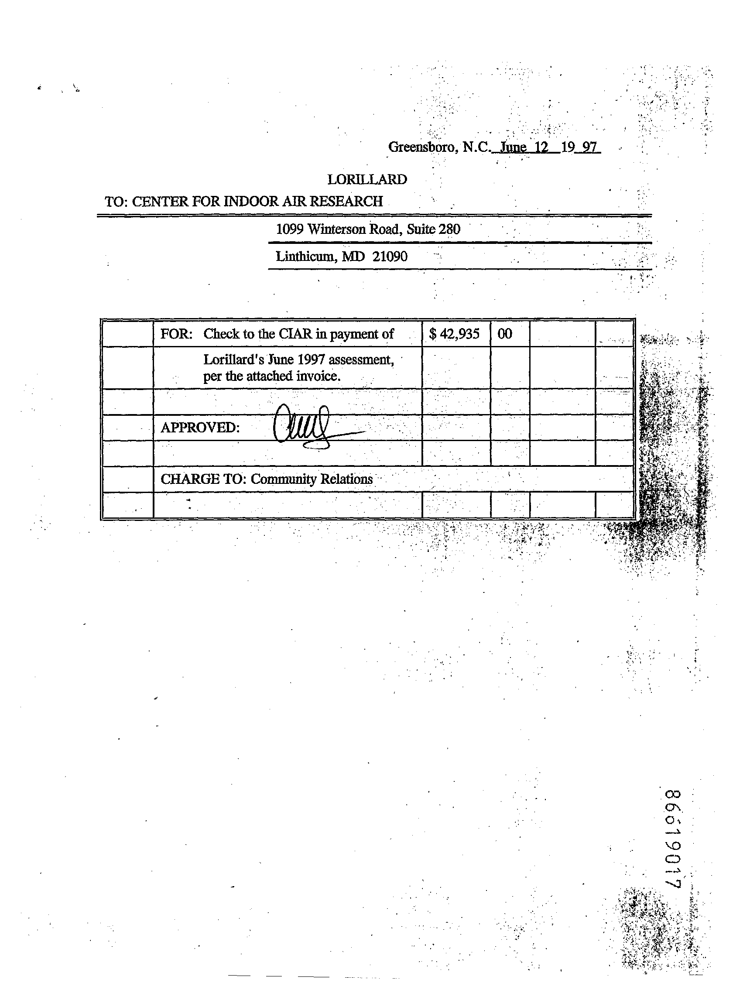 Greensboro, N.C. June 12 19 97
LORILLARD
TO: CENTER FOR INDOOR AIR RESEARCH
1099 Winterson Road, Suite 280
Linthicum, MD 21090
FOR: Check to the CIAR in payment of $ 42,935 00
Lorillard's June 1997 assessment,
per the attached invoice.
APPROVED:
CHARGE TO: Community Relations
86619017